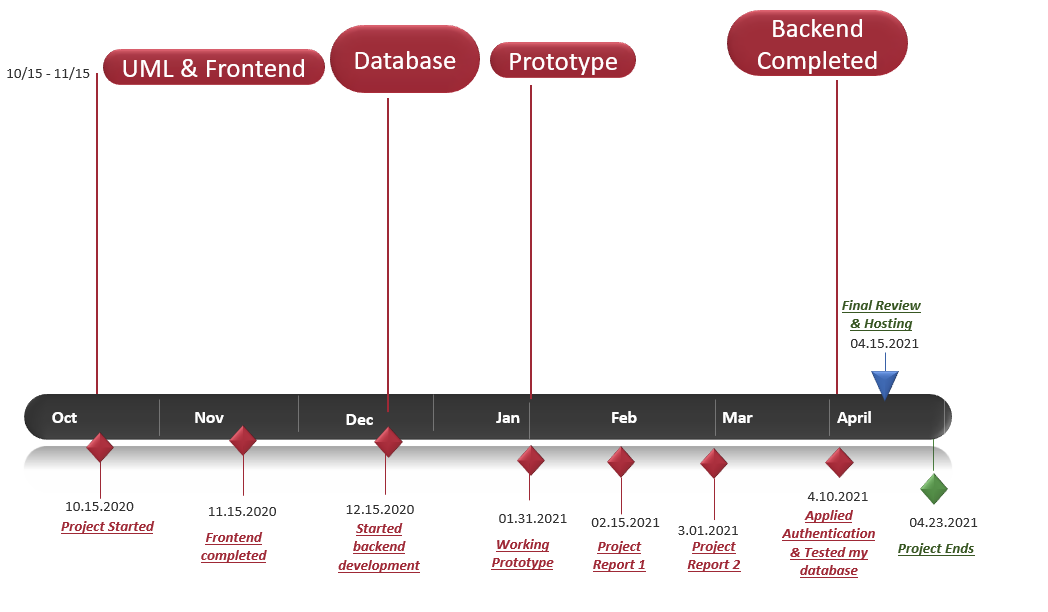 Backend
Completed
UML & Frontend
Database
Prototype
10/15 - 11/15
Final Review
& Hosting
04.15.2021
Oct
Nov
Dec
Jan
Feb
Mar
April
10.15.2020
Project Started
11.15.2020
Frontend
completed
12.15.2020
Started
backend
development
01.31.2021
Working
Prototype
02.15.2021
Project
Report 1
3.01.2021
Project
Report 2
4.10.2021
Applied
Authentication
& Tested my
database
04.23.2021
Project Ends